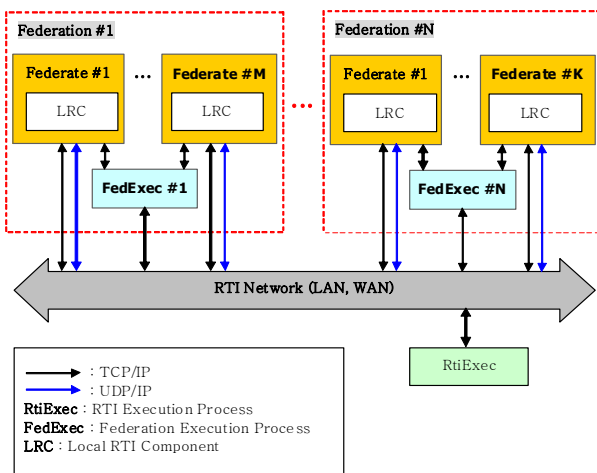 Federation #1
Federation #N
Federate #1 ... Federate #M
LRC LRC
FedExec #1
...
Federate #1 ... Federate #K
LRC LRC
FedExec #N
RTI Network (LAN, WAN)
RtiExec
: TCP/IP
: UDP/IP
RtiExec : RTI Execution Process
FedExec : Federation Execution Process
LRC : Local RTI Component